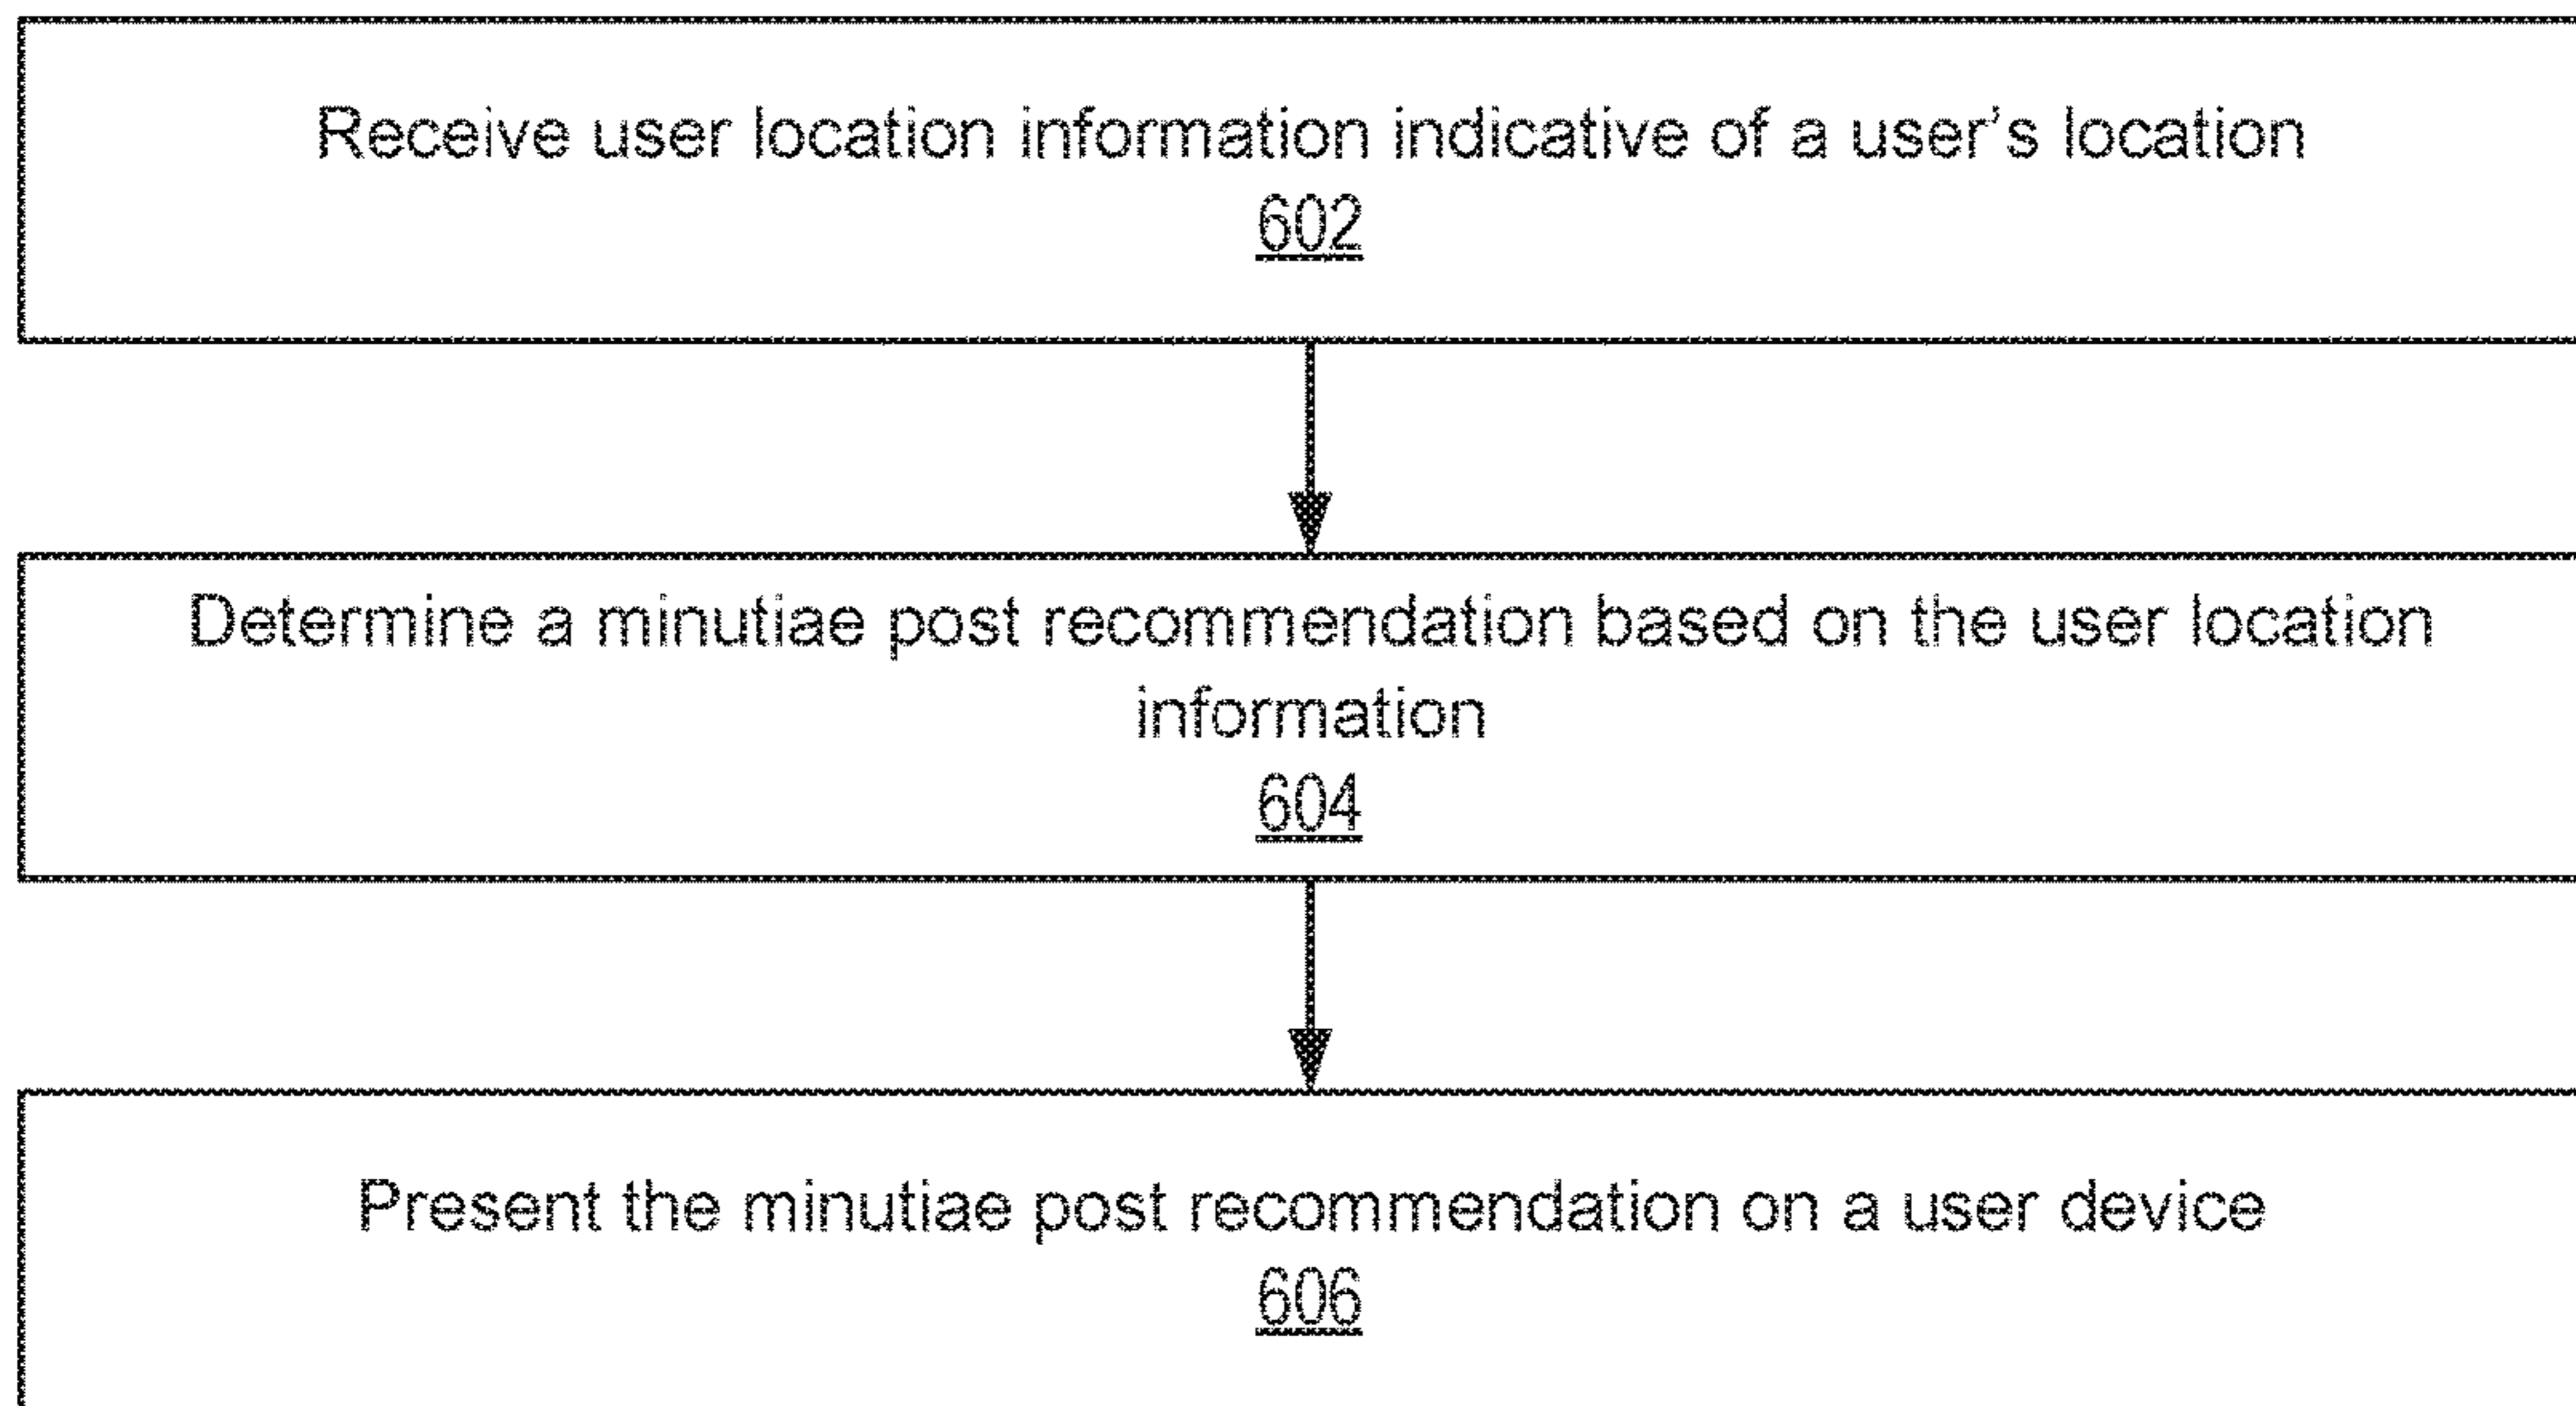 Receive user location information indicative of a user's location
602
Determine a minutiae post recommendation based on the user location
information
604
Present the minutiae post recommendation on a user device
606